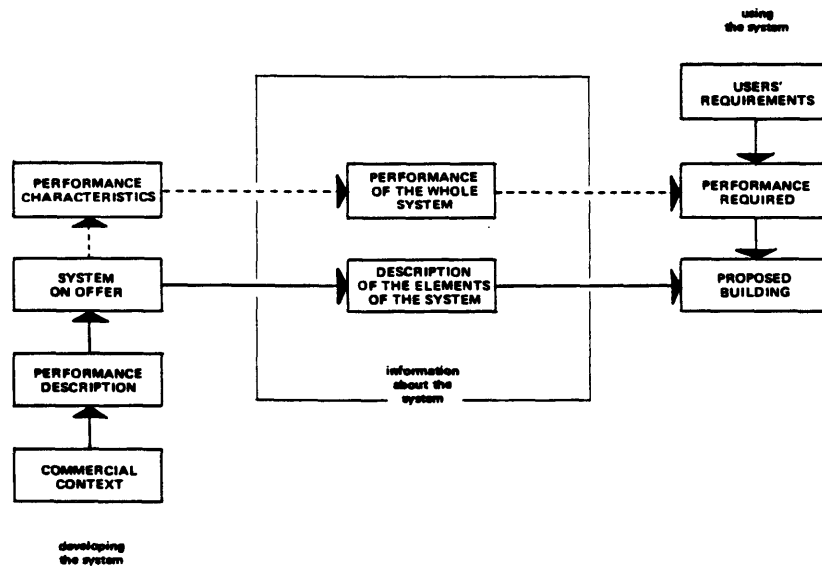 using
the system
USERS'
REQUIREMENTS
PERFORMANCE
CHARACTERISTICS
PERFORMANCE
OF THE WHOLE
SYSTEM
PERFORMANCE
REQUIRED
SYSTEM
ON OFFER
DESCRIPTION
OF THE ELEMENTS
OF THE SYSTEM
PROPOSED
BUILDING
PERFORMANCE
DESCRIPTION
information
about the
system
COMMERCIAL
CONTEXT
developing
the system